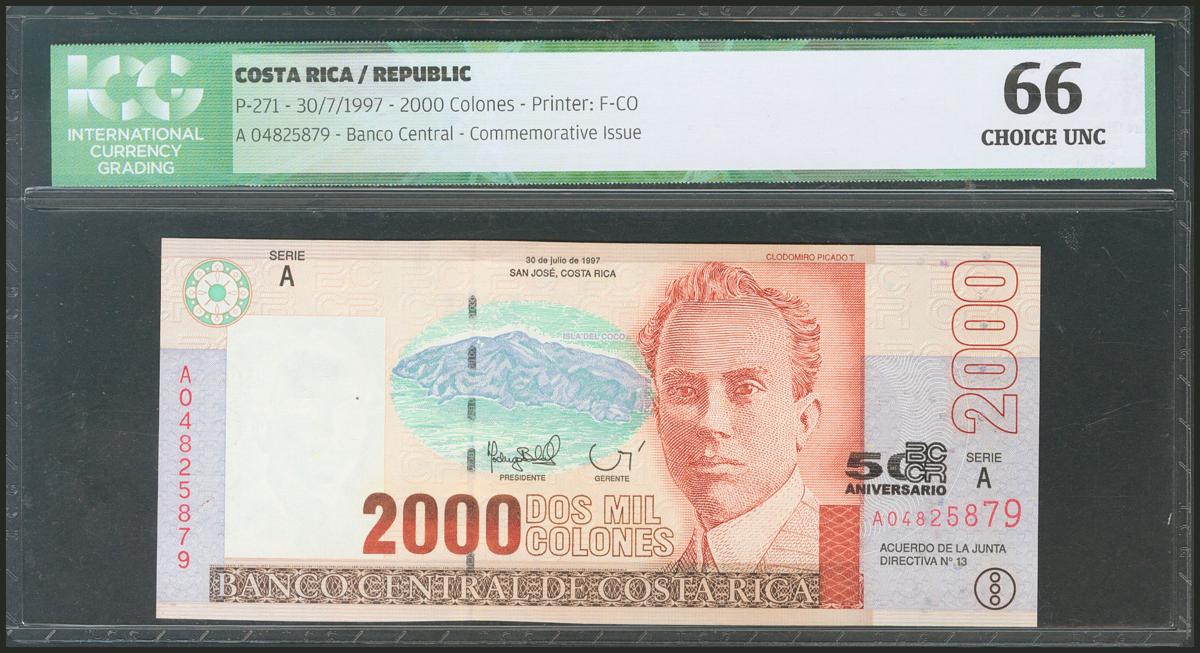 ICG
INTERNATIONAL
CURRENCY
GRADING
COSTA RICA / REPUBLIC
P-271 - 30/7/1997 - 2000 Colones - Printer: F-CO
A 04825879 - Banco Central - Commemorative Issue
66
CHOICE UNC
SERIE
A
30 de julio de 1997
SAN JOSÉ, COSTA RICA
CLODOMIRO PICADO T.
2000
ISLA DEL COCO
A04825879
PRESIDENTE
GERENTE
50 BCCR
ANIVERSARIO
SERIE
A
A04825879
2000 DOS MIL
COLONES
ACUERDO DE LA JUNTA
DIRECTIVA Nº 13
BANCO CENTRAL DE COSTA RICA